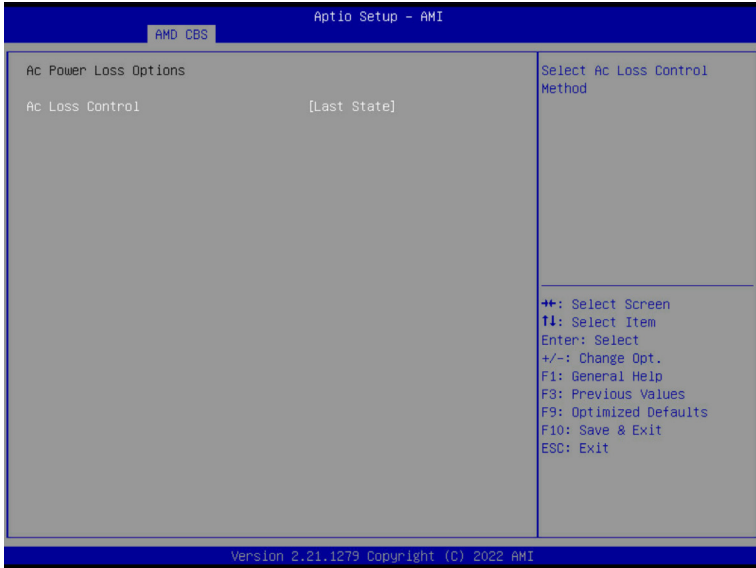 Aptio Setup – AMI
AMD CBS
Ac Power Loss Options
Ac Loss Control [Last State]
Select Ac Loss Control
Method
→←: Select Screen
↑↓: Select Item
Enter: Select
+/-: Change Opt.
F1: General Help
F3: Previous Values
F9: Optimized Defaults
F10: Save & Exit
ESC: Exit
Version 2.21.1279 Copyright (C) 2022 AMI